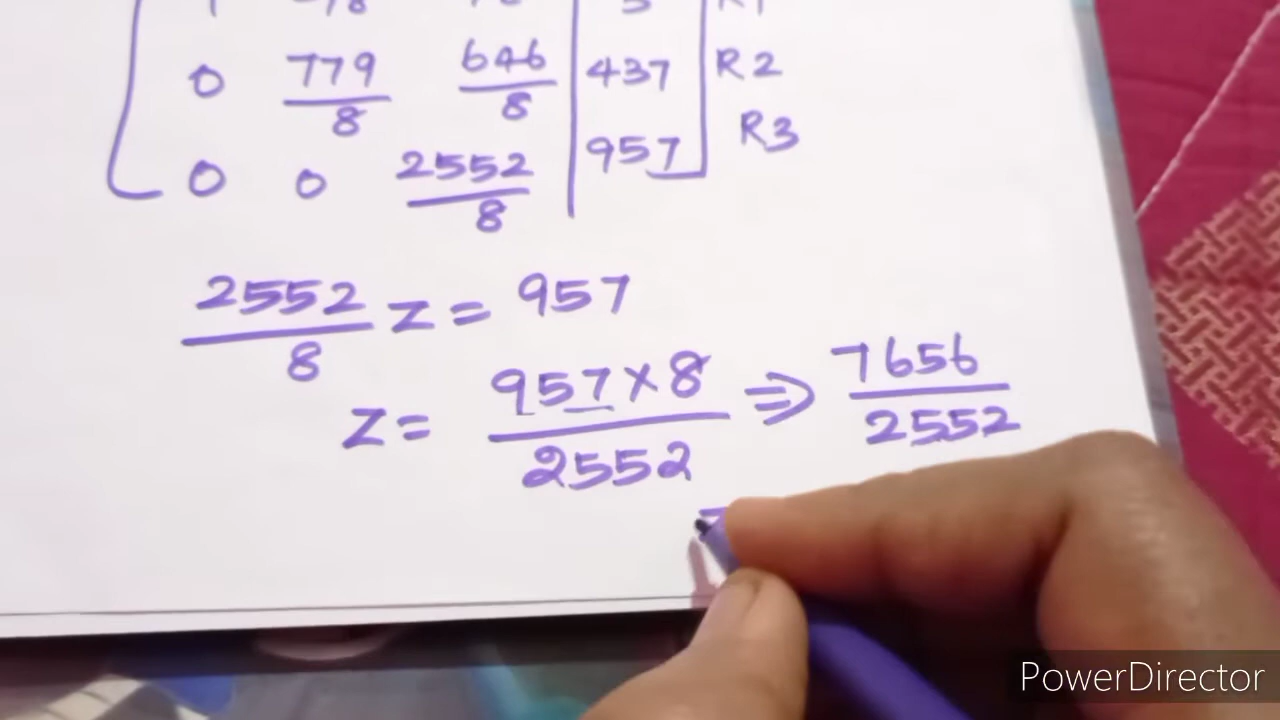 0 779/8 646/8 437 R2
0 0 2552/8 957 R3
2552/8 z = 957
z = 957×8/2552 ⇒ 7656/2552
PowerDirector